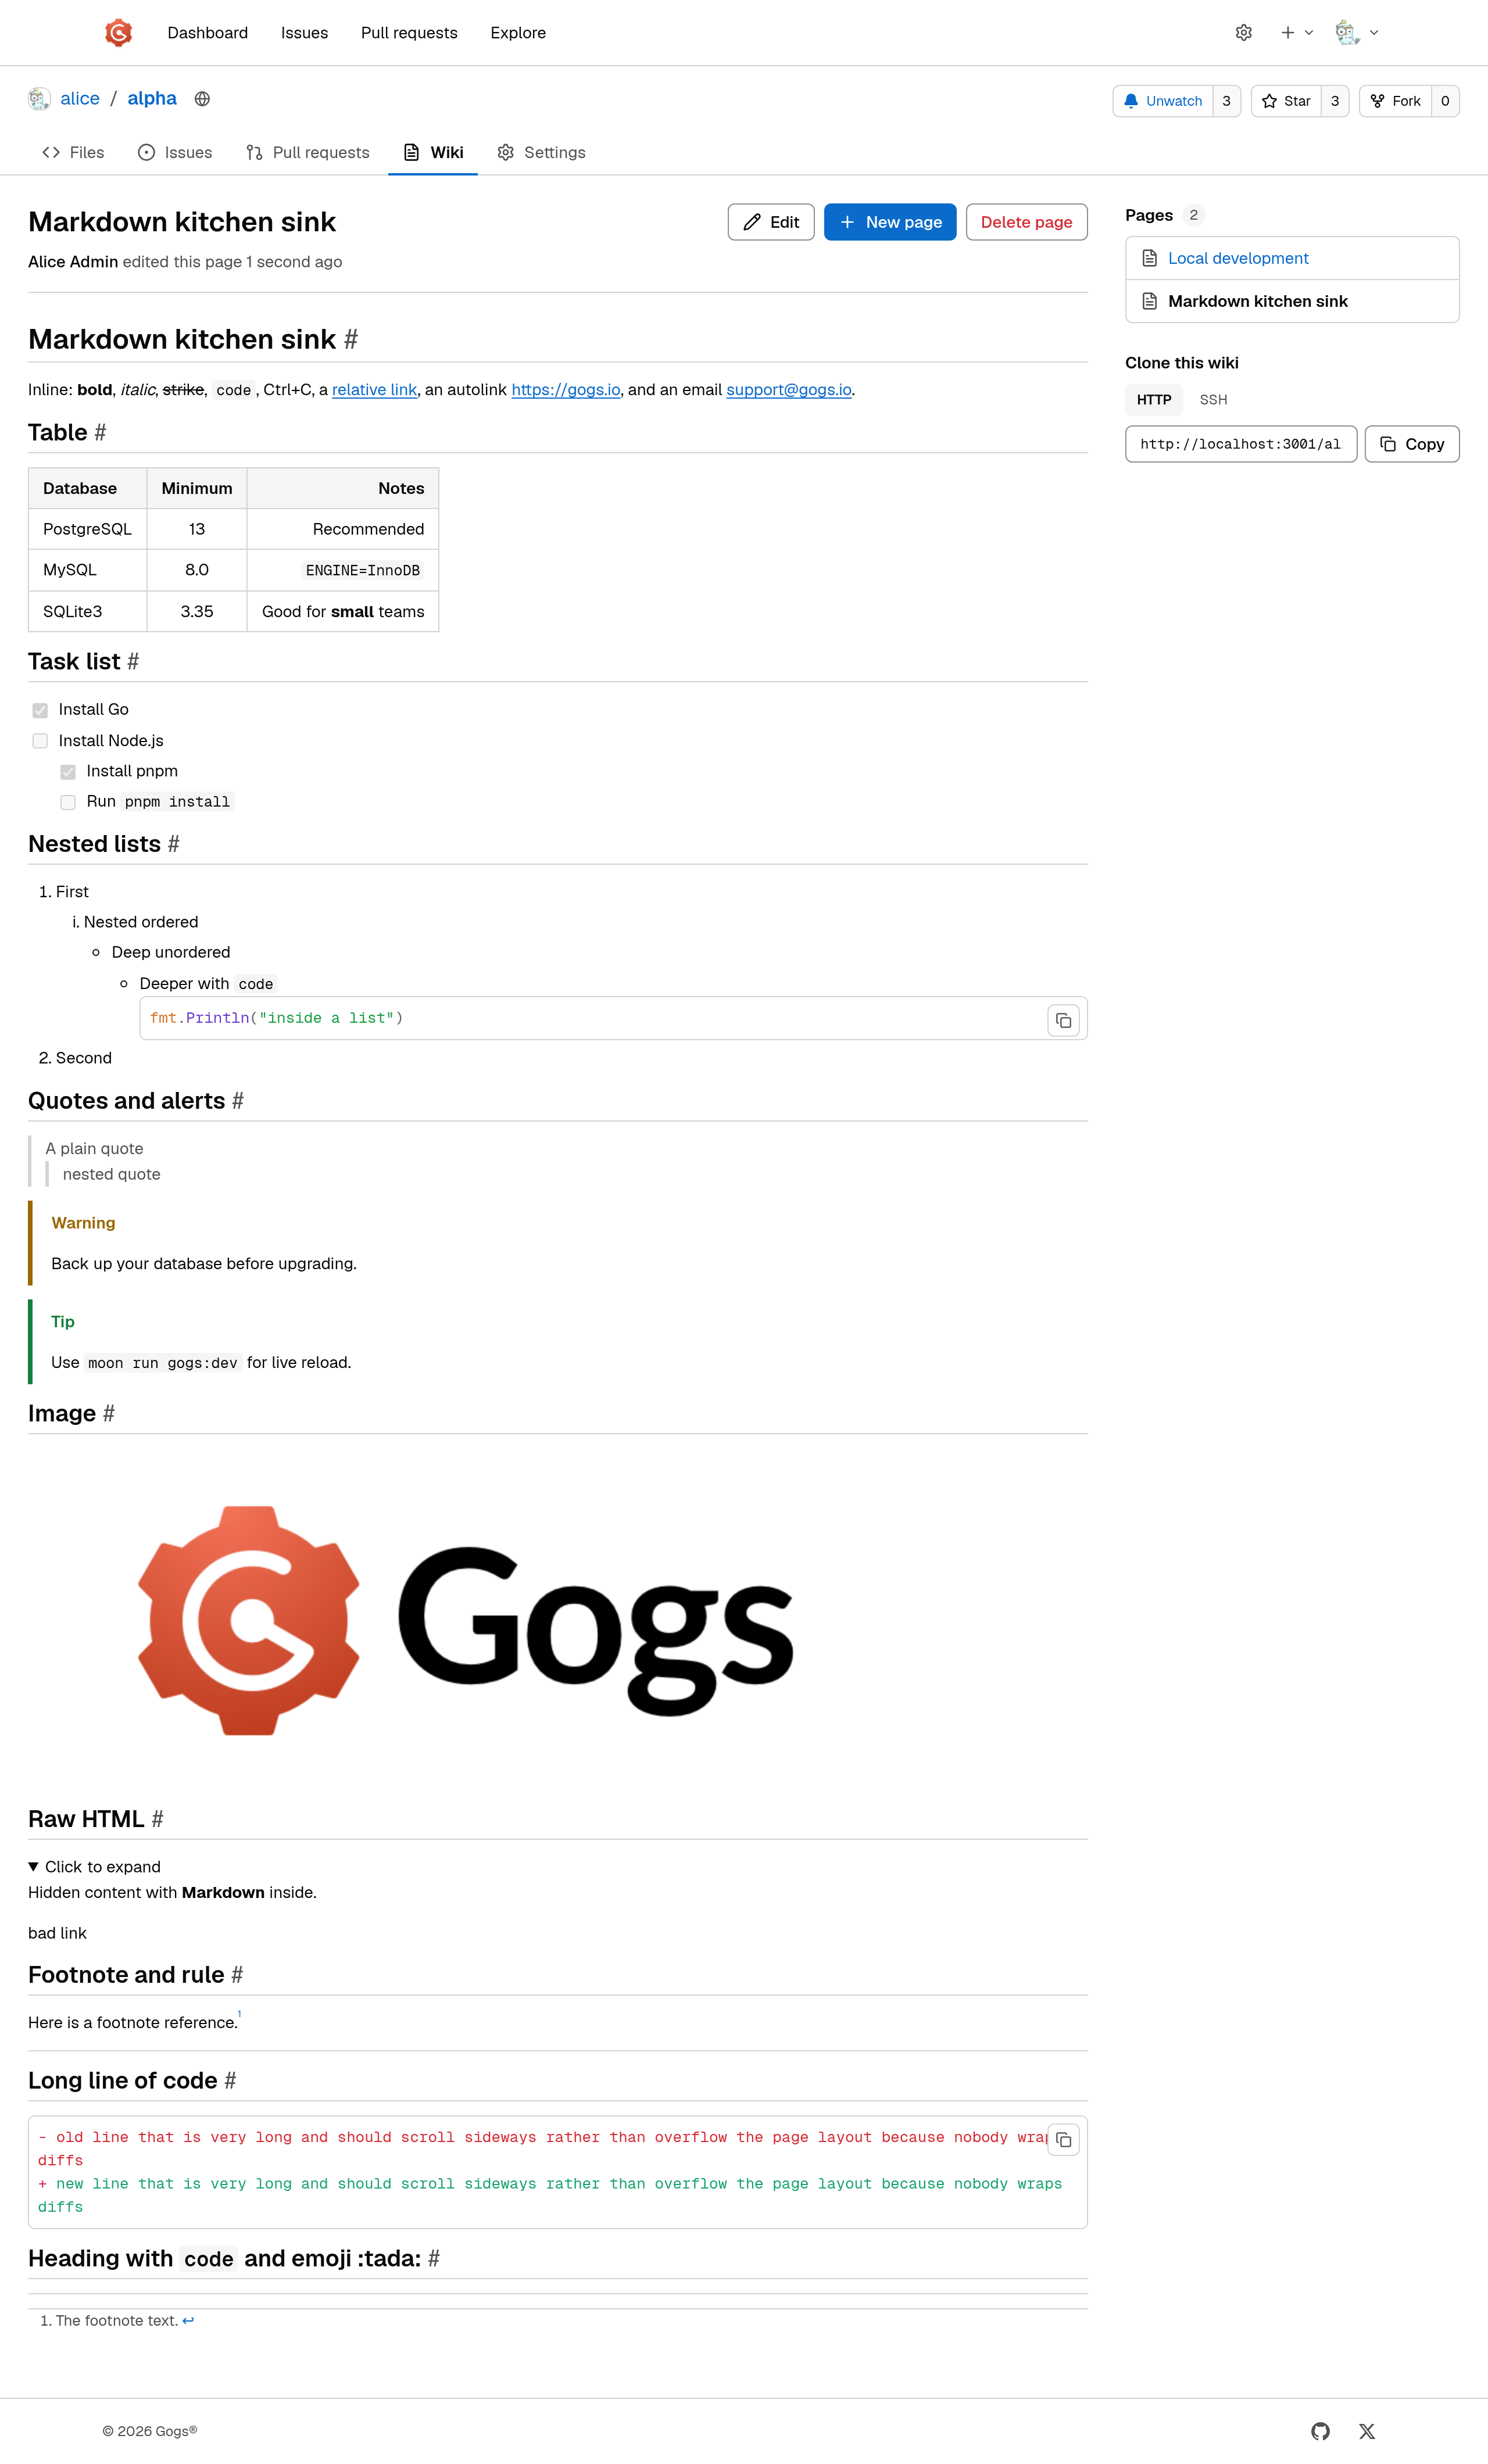 Dashboard Issues Pull requests Explore
alice / alpha
Unwatch 3 Star 3 Fork 0
Files Issues Pull requests Wiki Settings
Markdown kitchen sink
Edit New page Delete page
Alice Admin edited this page 1 second ago
Markdown kitchen sink #
Inline: bold, italic, strike, code, Ctrl+C, a relative link, an autolink https://gogs.io, and an email support@gogs.io.
Table #
Database Minimum Notes
PostgreSQL 13 Recommended
MySQL 8.0 ENGINE=InnoDB
SQLite3 3.35 Good for small teams
Task list #
Install Go
Install Node.js
Install pnpm
Run pnpm install
Nested lists #
1. First
i. Nested ordered
Deep unordered
Deeper with code
fmt.Println("inside a list")
2. Second
Quotes and alerts #
A plain quote
nested quote
Warning
Back up your database before upgrading.
Tip
Use moon run gogs:dev for live reload.
Image #
Gogs
Raw HTML #
Click to expand
Hidden content with Markdown inside.
bad link
Footnote and rule #
Here is a footnote reference.1
Long line of code #
- old line that is very long and should scroll sideways rather than overflow the page layout because nobody wrap
diffs
+ new line that is very long and should scroll sideways rather than overflow the page layout because nobody wraps
diffs
Heading with code and emoji :tada: #
1. The footnote text. ↩
Pages 2
Local development
Markdown kitchen sink
Clone this wiki
HTTP SSH
http://localhost:3001/al
Copy
© 2026 Gogs®